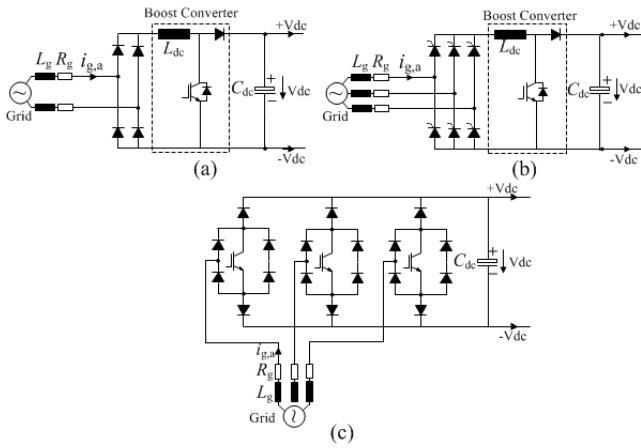 Boost Converter
+Vdc
Ldc
Lg Rg ig,a
Cdc
+
−
Vdc
Grid
-Vdc
(a)
Boost Converter
+Vdc
Ldc
Lg Rg ig,a
Cdc
+
−
Vdc
Grid
-Vdc
(b)
+Vdc
Cdc
+
−
Vdc
-Vdc
ig,a
Rg
Lg
Grid
(c)